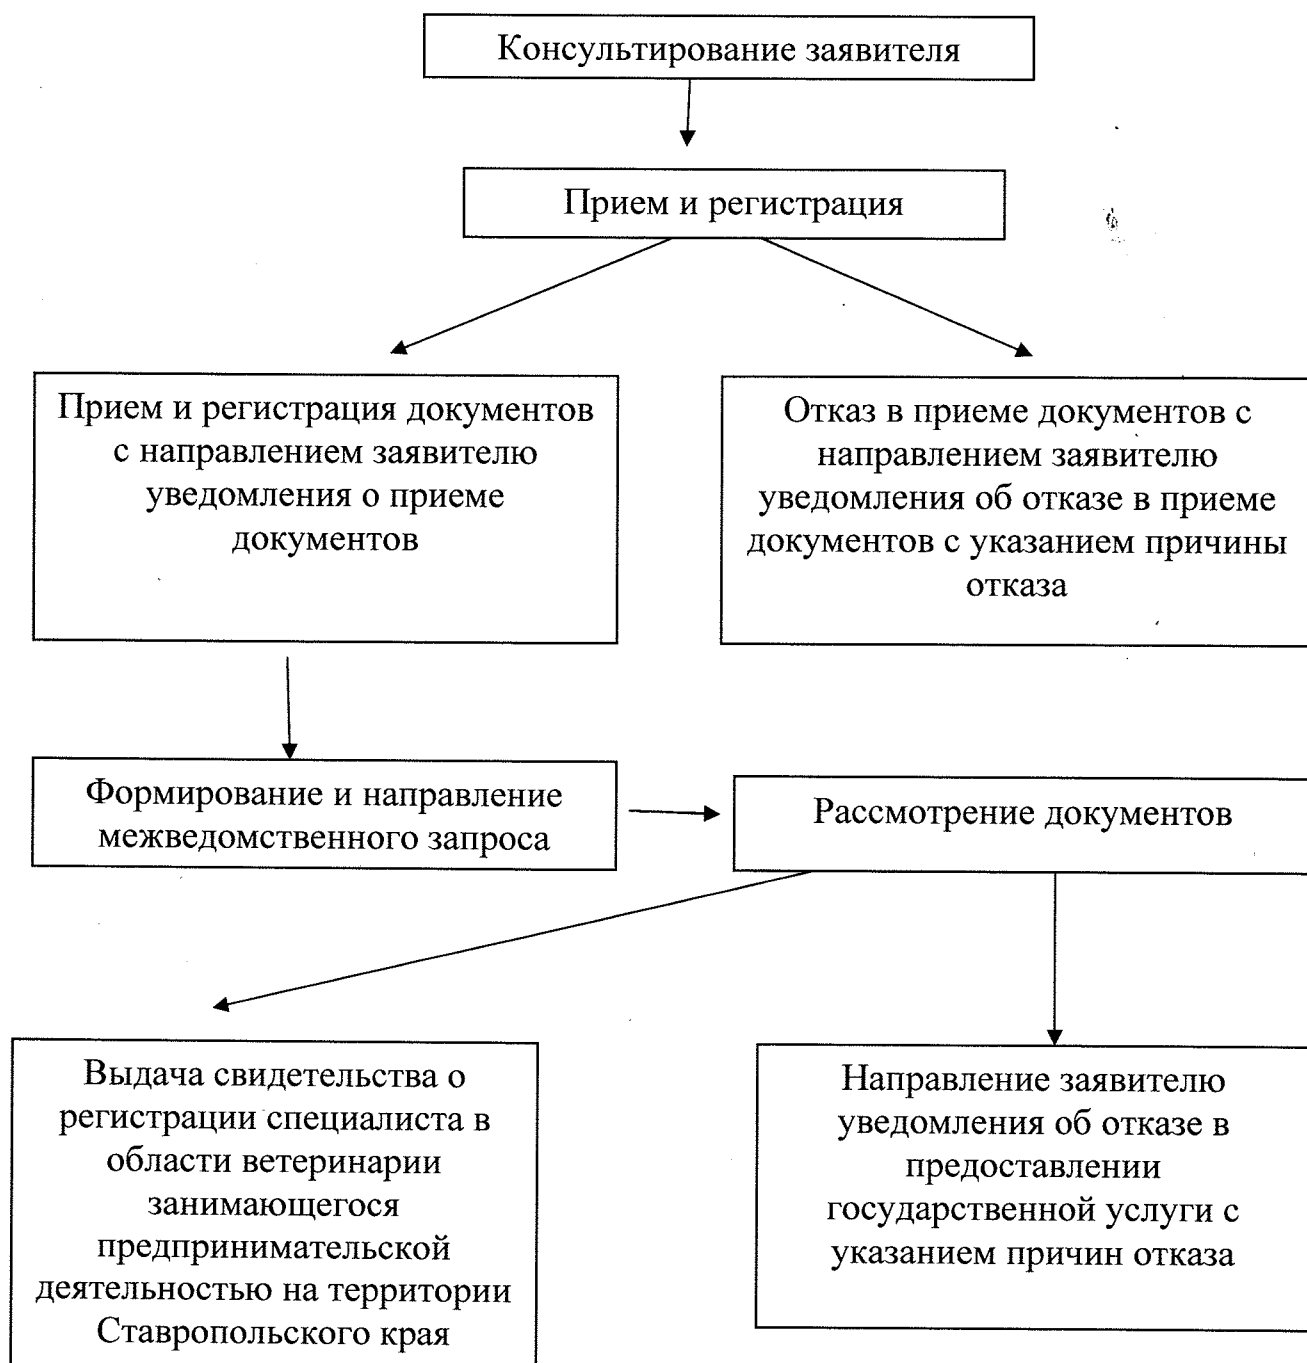 Консультирование заявителя
Прием и регистрация
Прием и регистрация документов
с направлением заявителю
уведомления о приеме
документов
Отказ в приеме документов с
направлением заявителю
уведомления об отказе в приеме
документов с указанием причины
отказа
Формирование и направление
межведомственного запроса
Рассмотрение документов
Выдача свидетельства о
регистрации специалиста в
области ветеринарии
занимающегося
предпринимательской
деятельностью на территории
Ставропольского края
Направление заявителю
уведомления об отказе в
предоставлении
государственной услуги с
указанием причин отказа